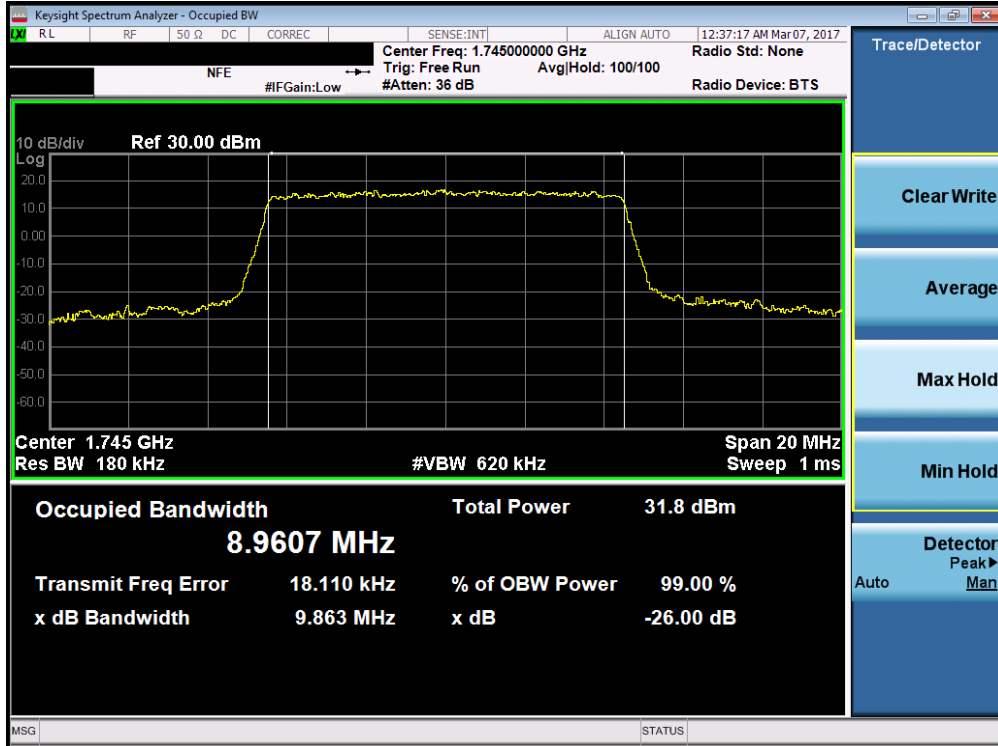 Keysight Spectrum Analyzer - Occupied BW
LXI RL RF 50 Ω DC CORREC SENSE:INT ALIGN AUTO 12:37:17 AM Mar 07, 2017
Center Freq: 1.745000000 GHz Radio Std: None
NFE Trig: Free Run Avg|Hold: 100/100
#IFGain:Low #Atten: 36 dB Radio Device: BTS
10 dB/div Ref 30.00 dBm
Log
20.0
10.0
0.00
-10.0
-20.0
-30.0
-40.0
-50.0
-60.0
Center 1.745 GHz Span 20 MHz
Res BW 180 kHz #VBW 620 kHz Sweep 1 ms
Occupied Bandwidth Total Power 31.8 dBm
8.9607 MHz
Transmit Freq Error 18.110 kHz % of OBW Power 99.00 %
x dB Bandwidth 9.863 MHz x dB -26.00 dB
Trace/Detector
Clear Write
Average
Max Hold
Min Hold
Detector
Peak▶
Auto Man
MSG STATUS